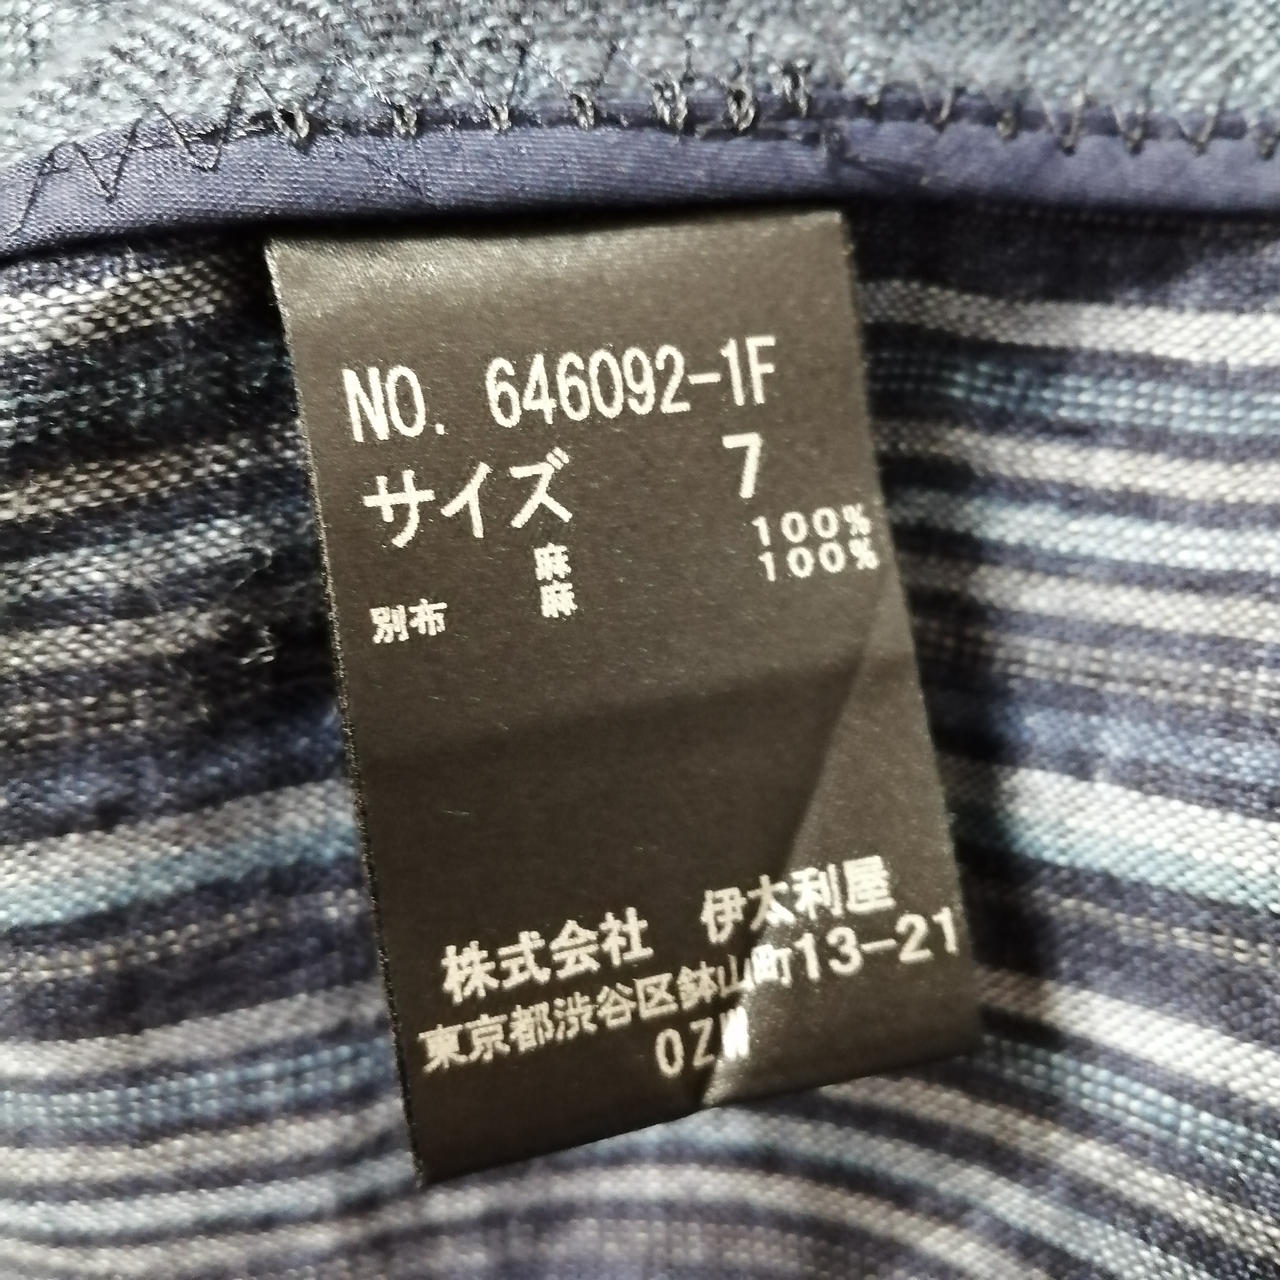 NO. 646092-1F
サイズ 7
麻 100%
別布 麻 100%
株式会社 伊太利屋
東京都渋谷区鉢山町13-21
OZW